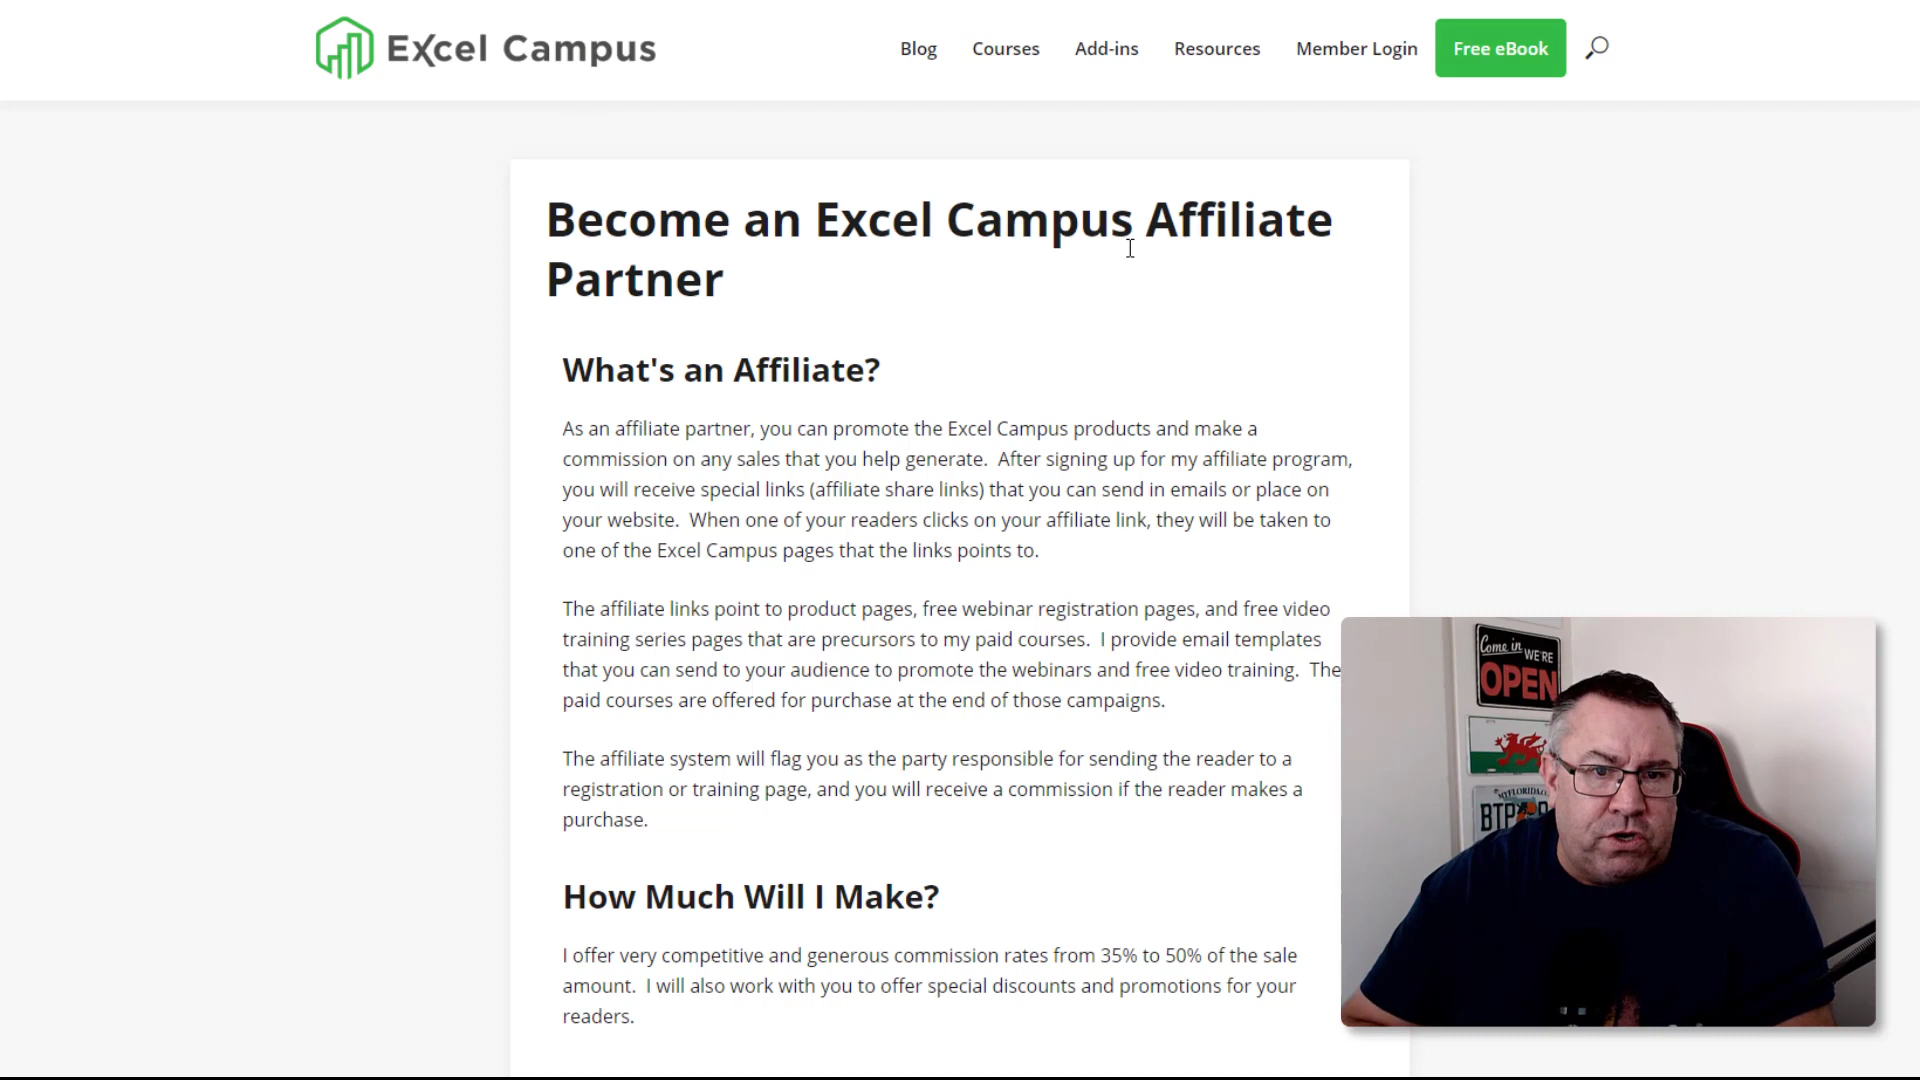 Excel Campus
Blog Courses Add-ins Resources Member Login Free eBook
Become an Excel Campus Affiliate
Partner
What's an Affiliate?
As an affiliate partner, you can promote the Excel Campus products and make a
commission on any sales that you help generate.  After signing up for my affiliate program,
you will receive special links (affiliate share links) that you can send in emails or place on
your website.  When one of your readers clicks on your affiliate link, they will be taken to
one of the Excel Campus pages that the links points to.
The affiliate links point to product pages, free webinar registration pages, and free video
training series pages that are precursors to my paid courses.  I provide email templates
that you can send to your audience to promote the webinars and free video training.  The
paid courses are offered for purchase at the end of those campaigns.
The affiliate system will flag you as the party responsible for sending the reader to a
registration or training page, and you will receive a commission if the reader makes a
purchase.
How Much Will I Make?
I offer very competitive and generous commission rates from 35% to 50% of the sale
amount.  I will also work with you to offer special discounts and promotions for your
readers.
Come in
WE'RE
OPEN